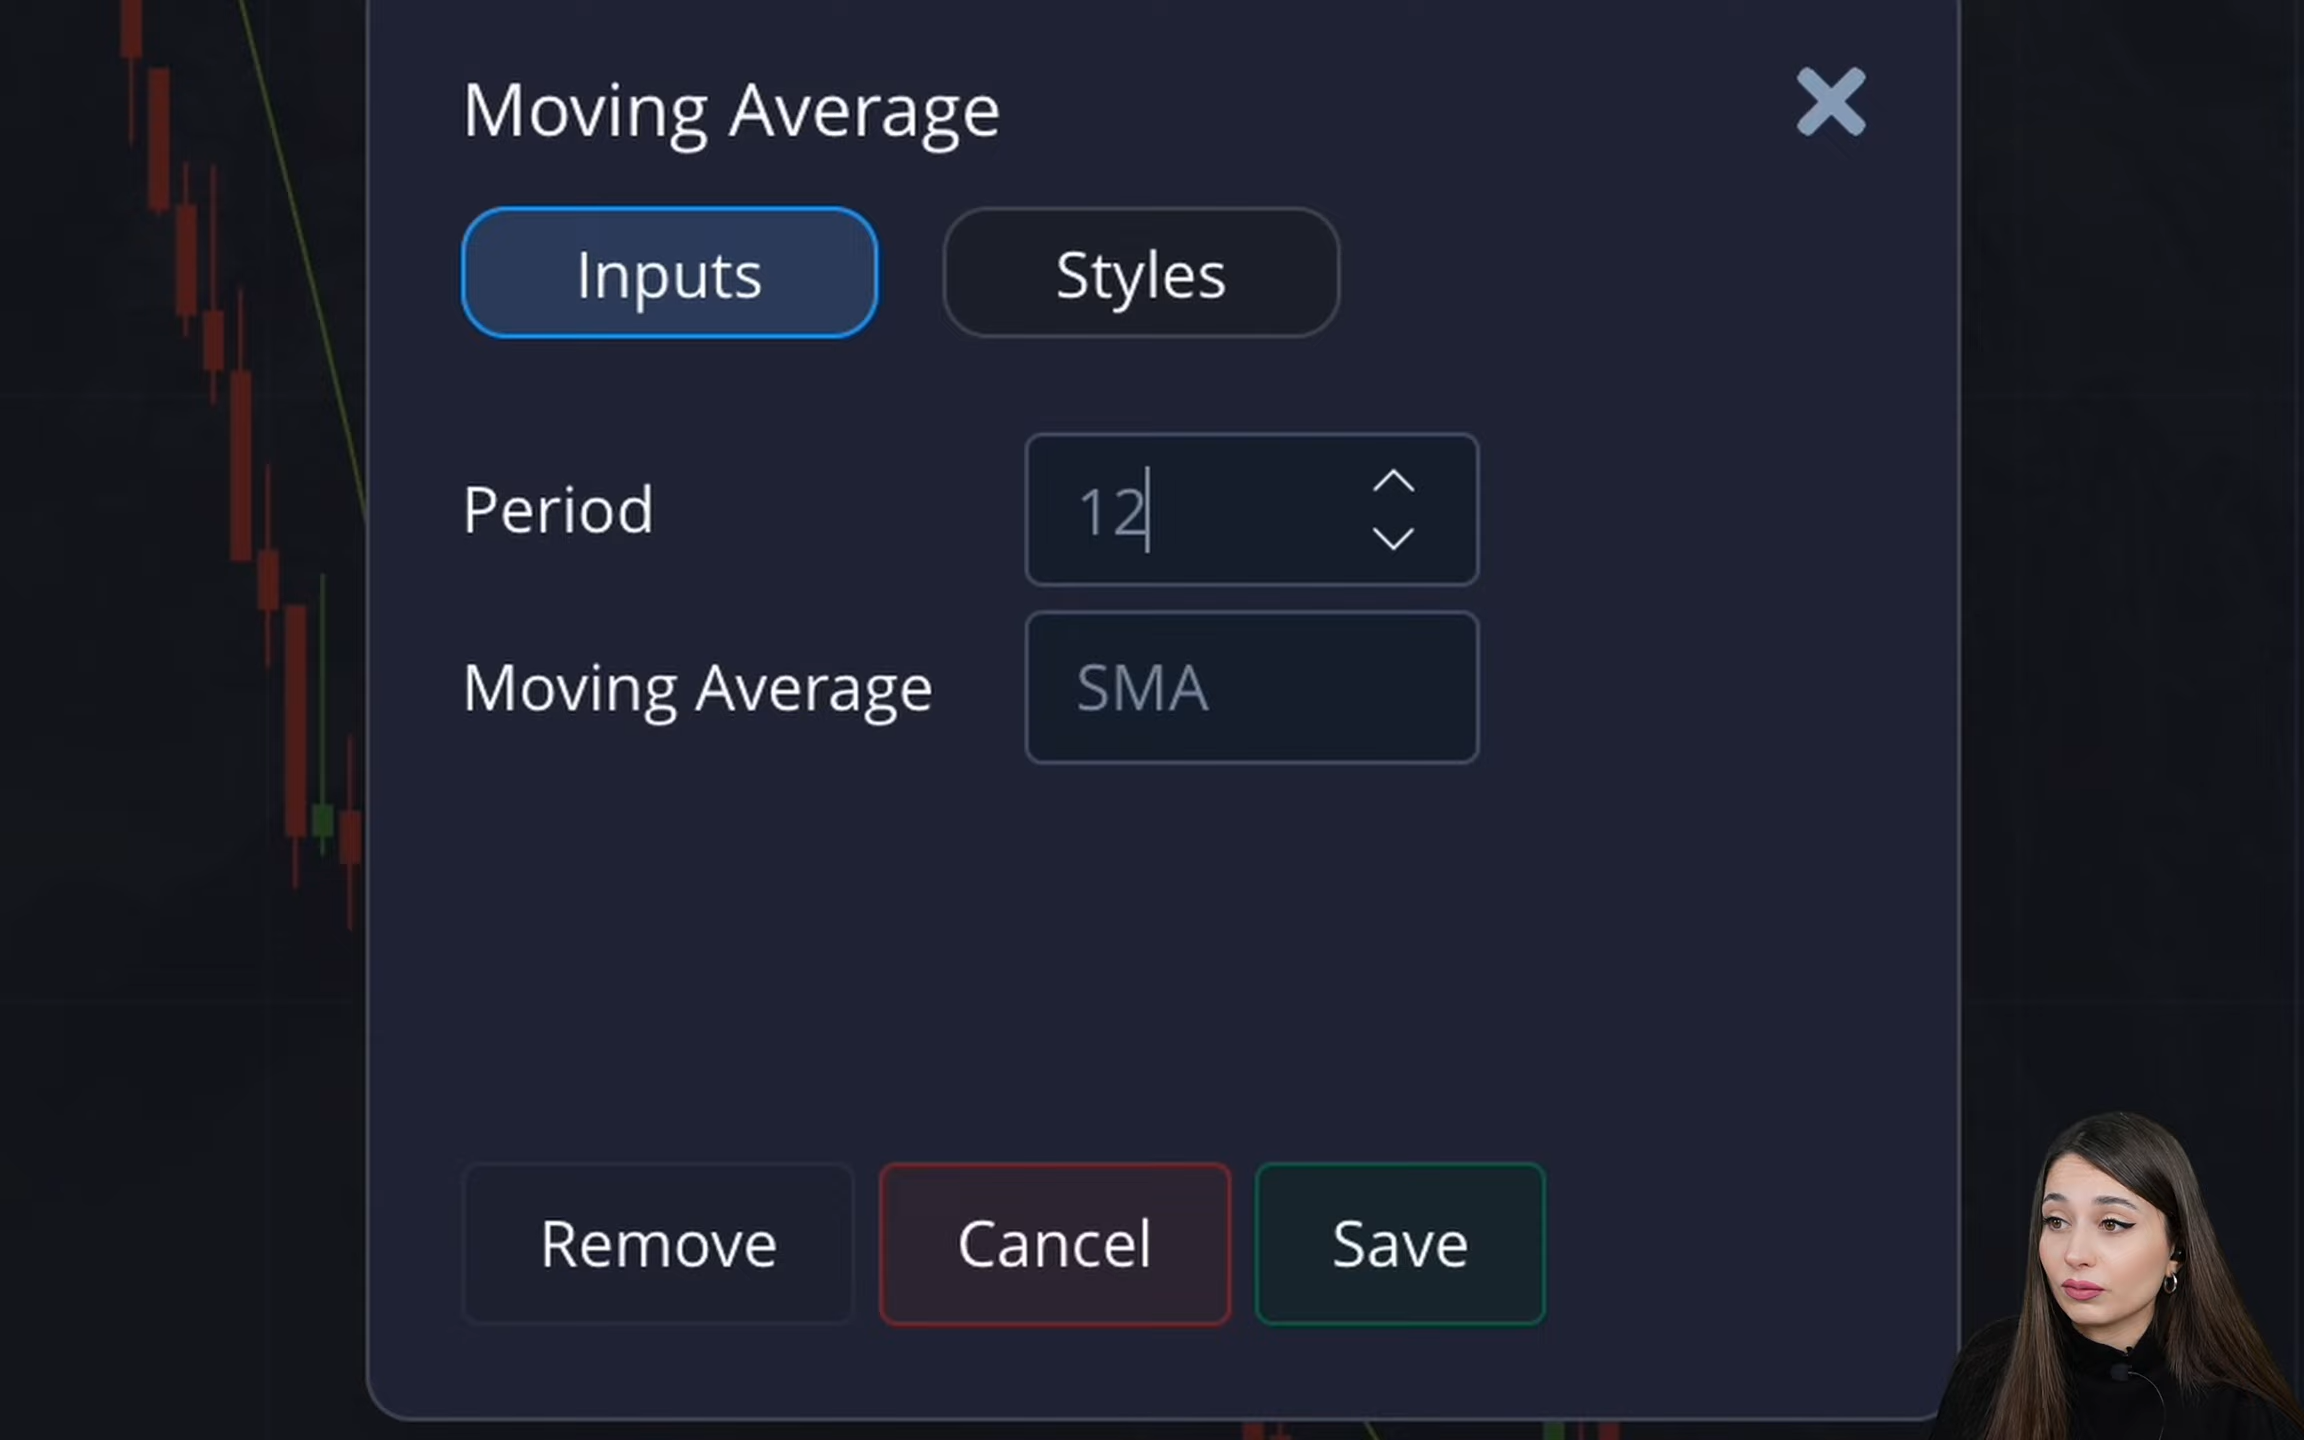 Moving Average
Inputs Styles
Period 12
Moving Average SMA
Remove Cancel Save